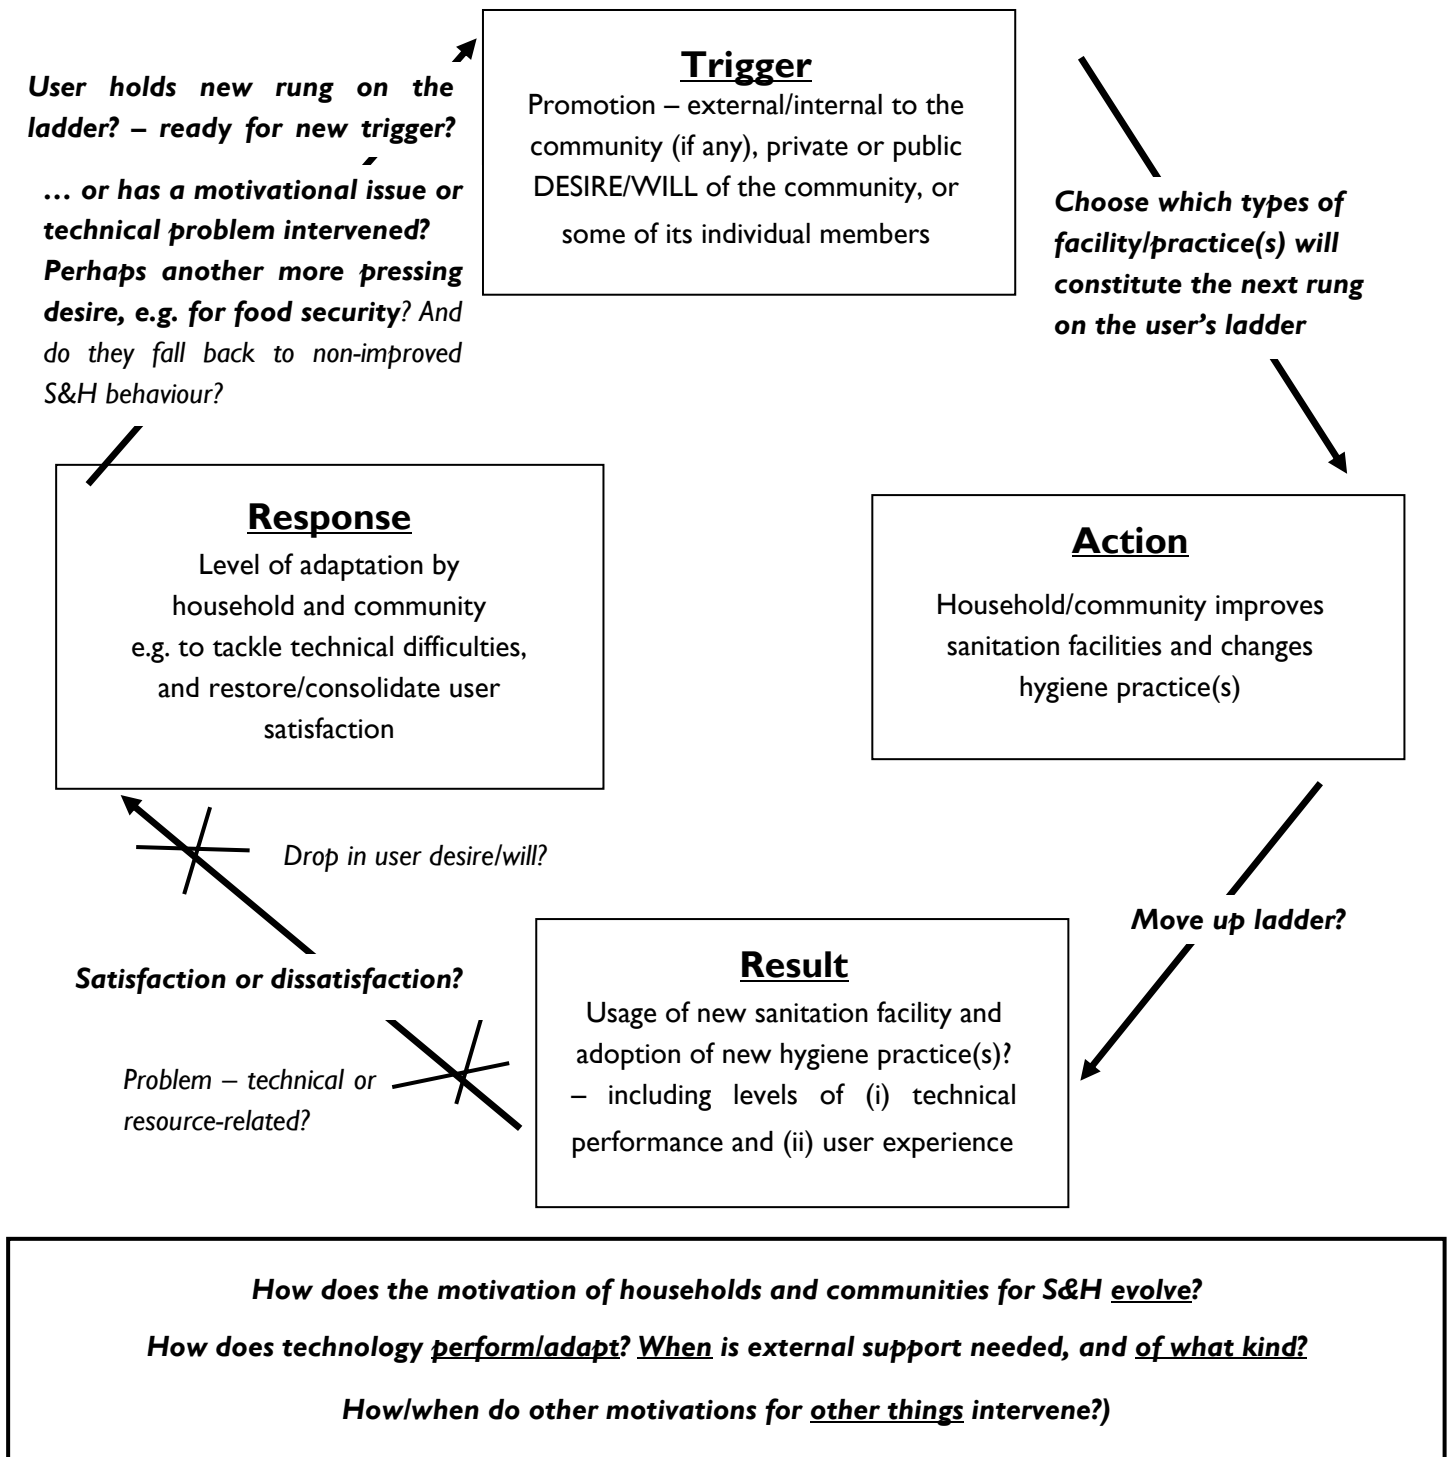 Trigger
Promotion – external/internal to the
community (if any), private or public
DESIRE/WILL of the community, or
some of its individual members
User holds new rung on the
ladder? – ready for new trigger?
… or has a motivational issue or
technical problem intervened?
Perhaps another more pressing
desire, e.g. for food security? And
do they fall back to non-improved
S&H behaviour?
Choose which types of
facility/practice(s) will
constitute the next rung
on the user’s ladder
Response
Level of adaptation by
household and community
e.g. to tackle technical difficulties,
and restore/consolidate user
satisfaction
Action
Household/community improves
sanitation facilities and changes
hygiene practice(s)
Drop in user desire/will?
Move up ladder?
Satisfaction or dissatisfaction?
Problem – technical or
resource-related?
Result
Usage of new sanitation facility and
adoption of new hygiene practice(s)?
– including levels of (i) technical
performance and (ii) user experience
How does the motivation of households and communities for S&H evolve?
How does technology perform/adapt? When is external support needed, and of what kind?
How/when do other motivations for other things intervene?)